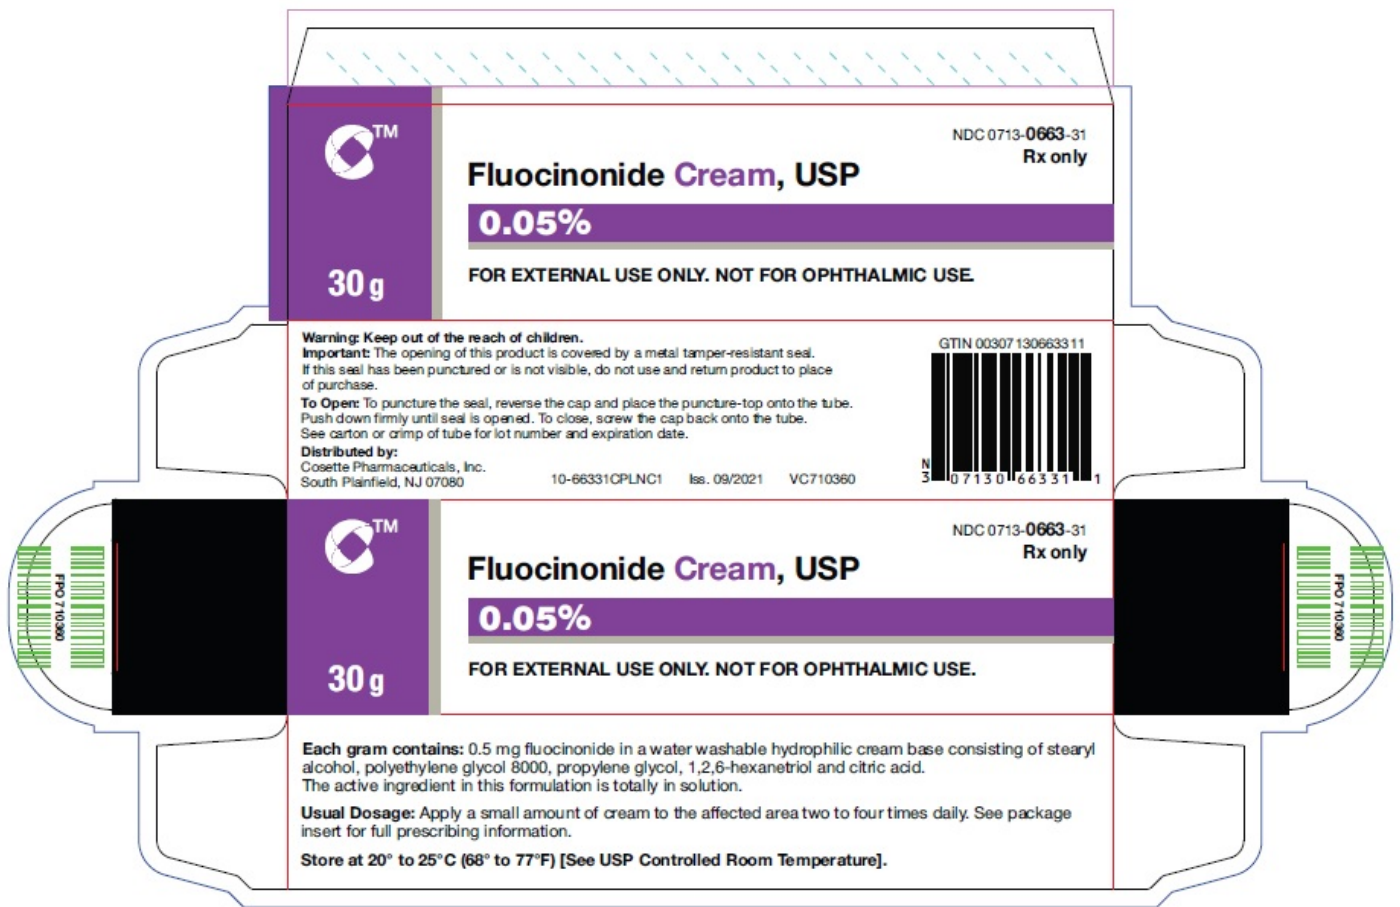 TM
NDC 0713-0663-31
Rx only
Fluocinonide Cream, USP
0.05%
30 g
FOR EXTERNAL USE ONLY. NOT FOR OPHTHALMIC USE.
Warning: Keep out of the reach of children.
Important: The opening of this product is covered by a metal tamper-resistant seal.
If this seal has been punctured or is not visible, do not use and return product to place
of purchase.
To Open: To puncture the seal, reverse the cap and place the puncture-top onto the tube.
Push down firmly until seal is opened. To close, screw the cap back onto the tube.
See carton or crimp of tube for lot number and expiration date.
Distributed by:
Cosette Pharmaceuticals, Inc.
South Plainfield, NJ 07080
10-66331CPLNC1 Iss. 09/2021 VC710360
GTIN 00307130663311
N
3 07130 66331 1
TM
NDC 0713-0663-31
Rx only
Fluocinonide Cream, USP
0.05%
30 g
FOR EXTERNAL USE ONLY. NOT FOR OPHTHALMIC USE.
FPO 710360
FPO 710360
Each gram contains: 0.5 mg fluocinonide in a water washable hydrophilic cream base consisting of stearyl
alcohol, polyethylene glycol 8000, propylene glycol, 1,2,6-hexanetriol and citric acid.
The active ingredient in this formulation is totally in solution.
Usual Dosage: Apply a small amount of cream to the affected area two to four times daily. See package
insert for full prescribing information.
Store at 20° to 25°C (68° to 77°F) [See USP Controlled Room Temperature].